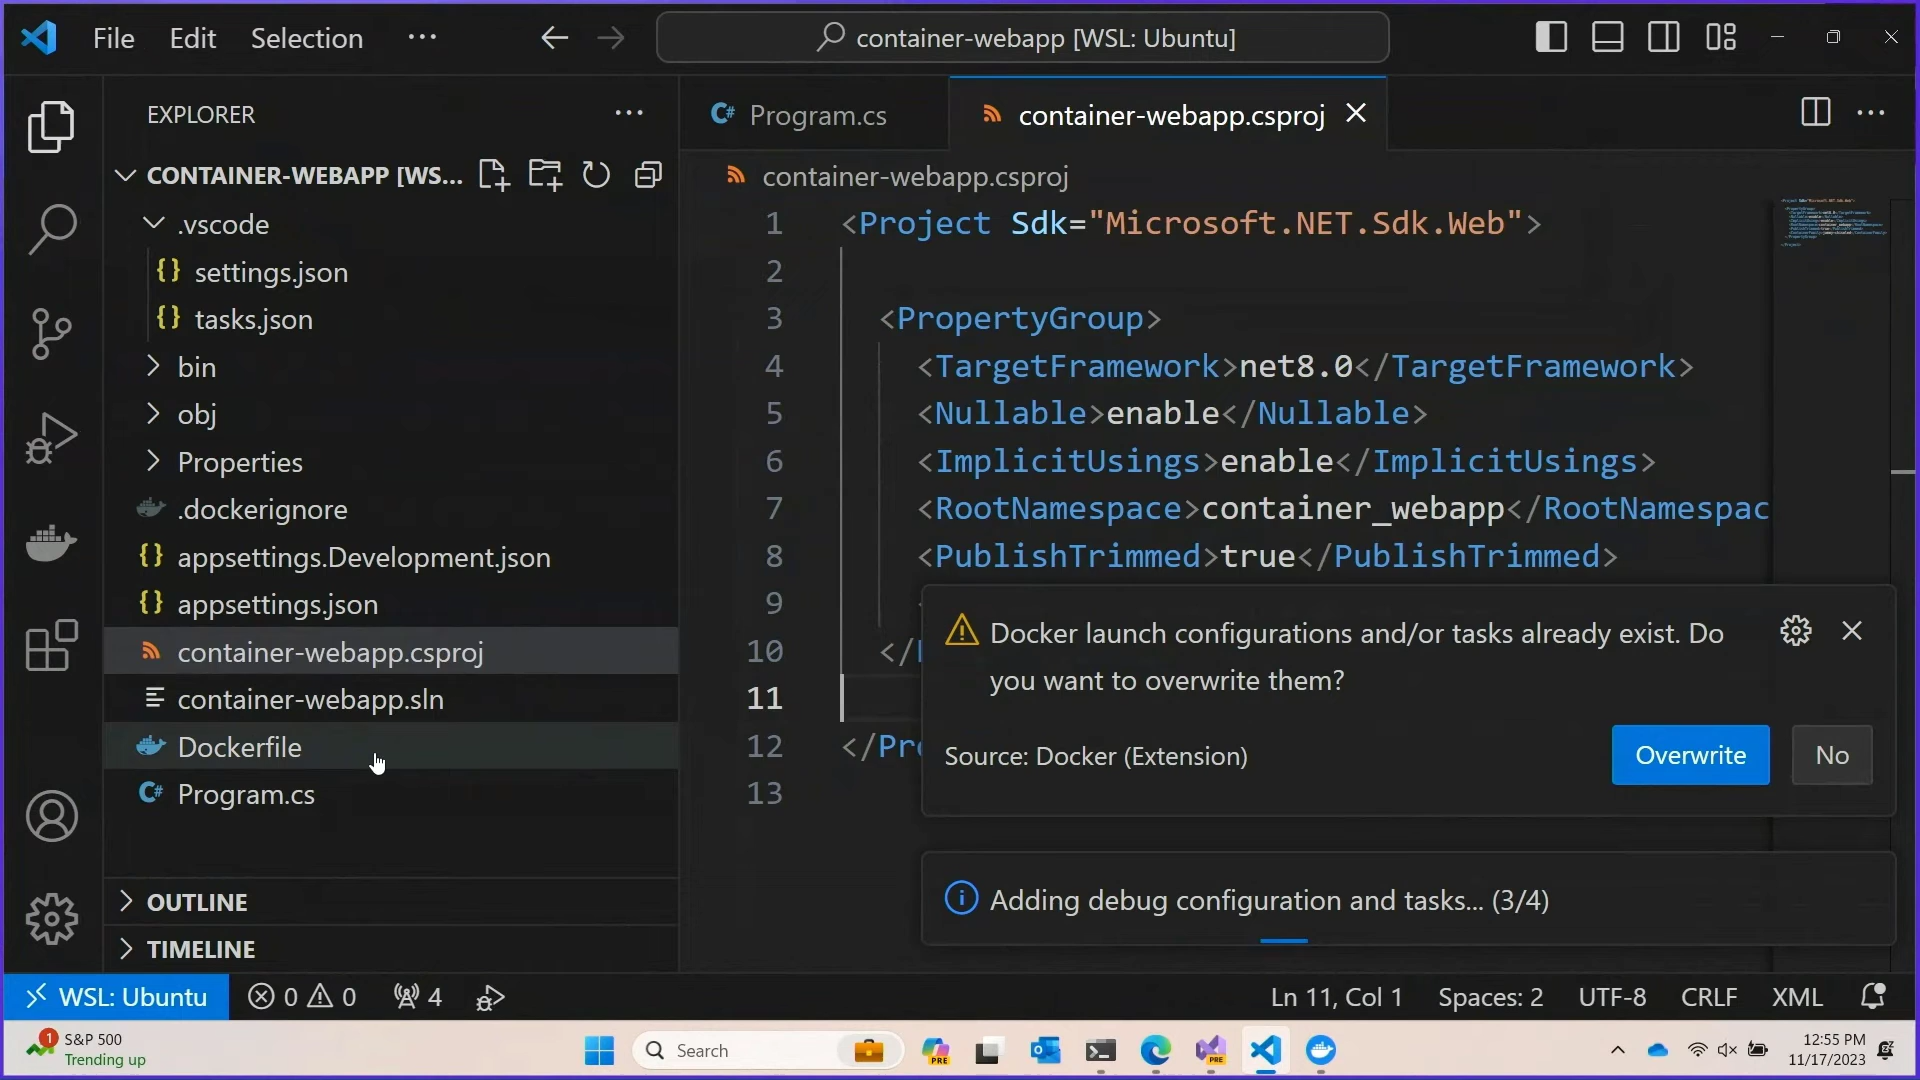 File Edit Selection ···
container-webapp [WSL: Ubuntu]
EXPLORER
CONTAINER-WEBAPP [WS...
.vscode
{} settings.json
{} tasks.json
bin
obj
Properties
.dockerignore
{} appsettings.Development.json
{} appsettings.json
container-webapp.csproj
container-webapp.sln
Dockerfile
C# Program.cs
OUTLINE
TIMELINE
C# Program.cs
container-webapp.csproj
container-webapp.csproj
1 <Project Sdk="Microsoft.NET.Sdk.Web">
2
3 <PropertyGroup>
4 <TargetFramework>net8.0</TargetFramework>
5 <Nullable>enable</Nullable>
6 <ImplicitUsings>enable</ImplicitUsings>
7 <RootNamespace>container_webapp</RootNamespac
8 <PublishTrimmed>true</PublishTrimmed>
9
10 </
11
12 </Pro
13
Docker launch configurations and/or tasks already exist. Do
you want to overwrite them?
Source: Docker (Extension)
Overwrite
No
Adding debug configuration and tasks... (3/4)
WSL: Ubuntu 0 0 4
Ln 11, Col 1 Spaces: 2 UTF-8 CRLF XML
1
S&P 500
Trending up
Search
PRE
PRE
12:55 PM
11/17/2023